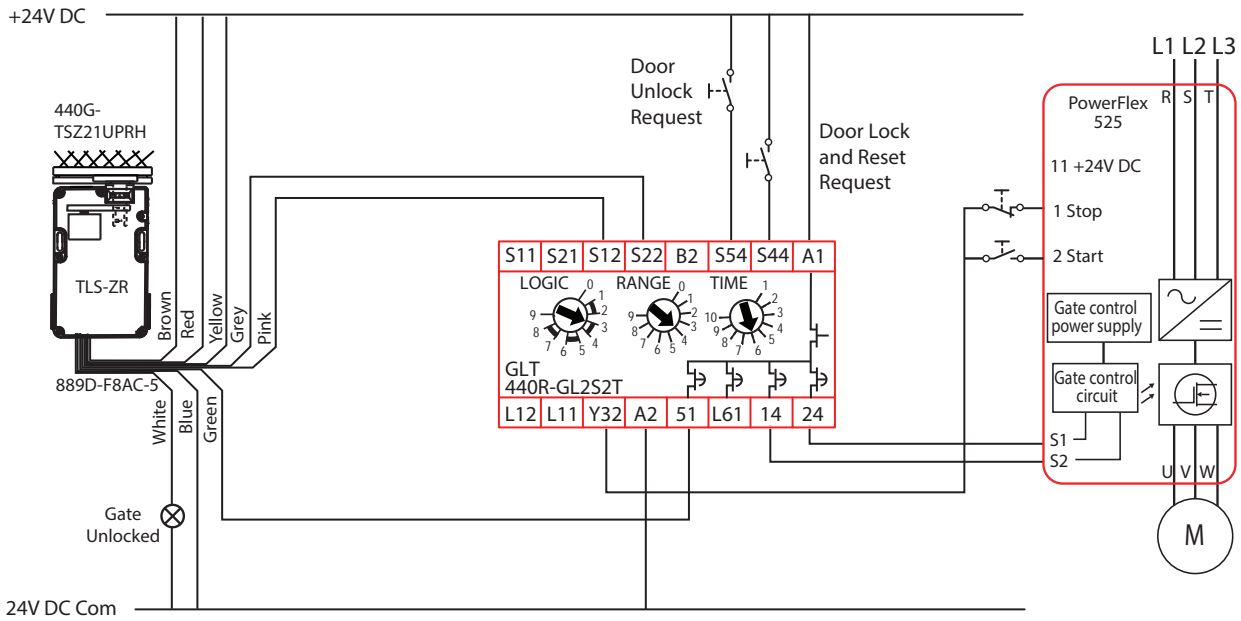 +24V DC
L1 L2 L3
440G-
TSZ21UPRH
Door
Unlock
Request
Door Lock
and Reset
Request
R S T
PowerFlex
525
11 +24V DC
1 Stop
2 Start
TLS-ZR
Brown
Red
Yellow
Grey
Pink
S11 S21 S12 S22 B2 S54 S44 A1
LOGIC RANGE TIME
0 1 2 3 4 5 6 7 8 9
0 1 2 3 4 5 6 7 8 9
1 2 3 4 5 6 7 8 9 10
GLT
440R-GL2S2T
L12 L11 Y32 A2 51 L61 14 24
Gate control
power supply
Gate control
circuit
S1
S2
889D-F8AC-5
White
Blue
Green
U V W
Gate
Unlocked
M
24V DC Com